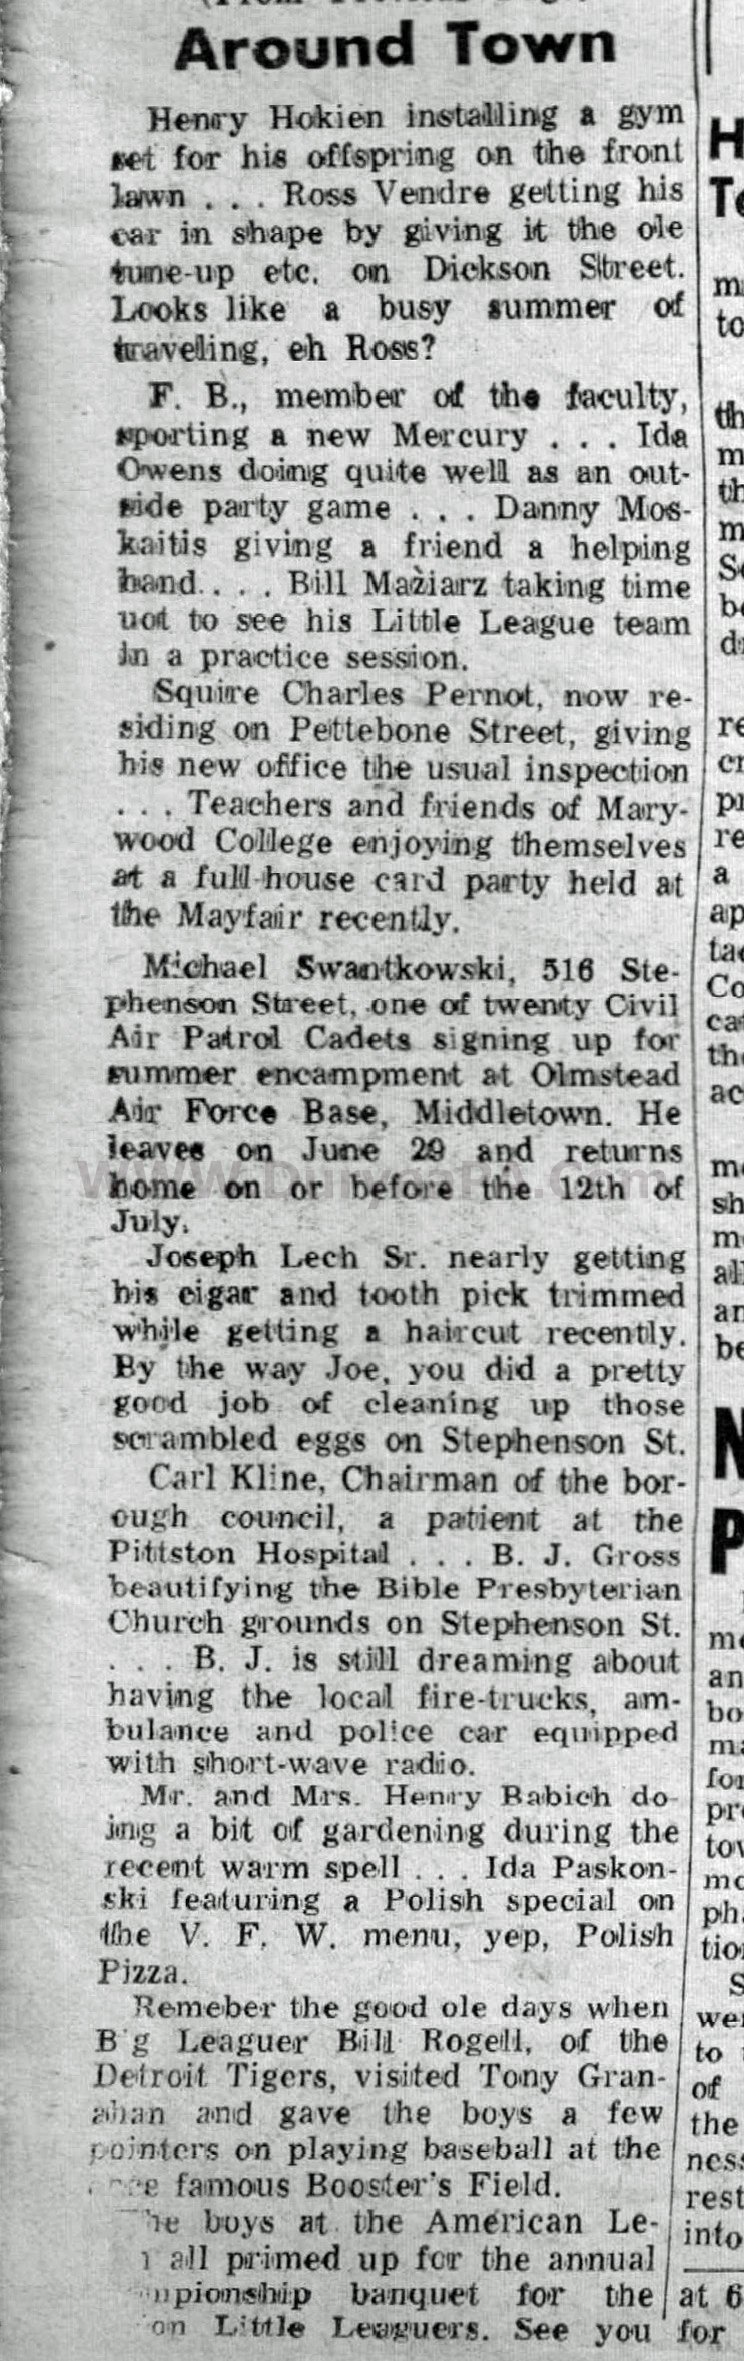 Around Town
Henry Hokien installing a gym
set for his offspring on the front
lawn . . . Ross Vendre getting his
car in shape by giving it the ole
tume-up etc. on Dickson Street.
Looks like a busy summer of
traveling, eh Ross?
F. B., member of the faculty,
sporting a new Mercury . . . Ida
Owens doing quite well as an out-
side party game . . . Danny Mos-
kaitis giving a friend a helping
hand. . . . Bill Maziarz taking time
uot to see his Little League team
in a practice session.
Squire Charles Pernot, now re-
siding on Pettebone Street, giving
his new office the usual inspection
. . . Teachers and friends of Mary-
wood College enjoying themselves
at a full house card party held at
the Mayfair recently.
Michael Swantkowski, 516 Ste-
phenson Street, one of twenty Civil
Air Patrol Cadets signing up for
summer encampment at Olmstead
Air Force Base, Middletown. He
leaves on June 29 and returns
home on or before the 12th of
July.
Joseph Lech Sr. nearly getting
his cigar and tooth pick trimmed
while getting a haircut recently.
By the way Joe, you did a pretty
good job of cleaning up those
scrambled eggs on Stephenson St.
Carl Kline, Chairman of the bor-
ough council, a patient at the
Pittston Hospital . . . B. J. Gross
beautifying the Bible Presbyterian
Church grounds on Stephenson St.
. . . B. J. is still dreaming about
having the local fire-trucks, am-
bulance and police car equipped
with short-wave radio.
Mr. and Mrs. Henry Babich do-
ing a bit of gardening during the
recent warm spell . . . Ida Paskon-
ski featuring a Polish special on
the V. F. W. menu, yep, Polish
Pizza.
Remeber the good ole days when
B g Leaguer Bill Rogell, of the
Detroit Tigers, visited Tony Gran-
ahan and gave the boys a few
pointers on playing baseball at the
famous Booster's Field.
he boys at the American Le-
all primed up for the annual
mpionship banquet for the
on Little Leaguers. See you
at 6
for